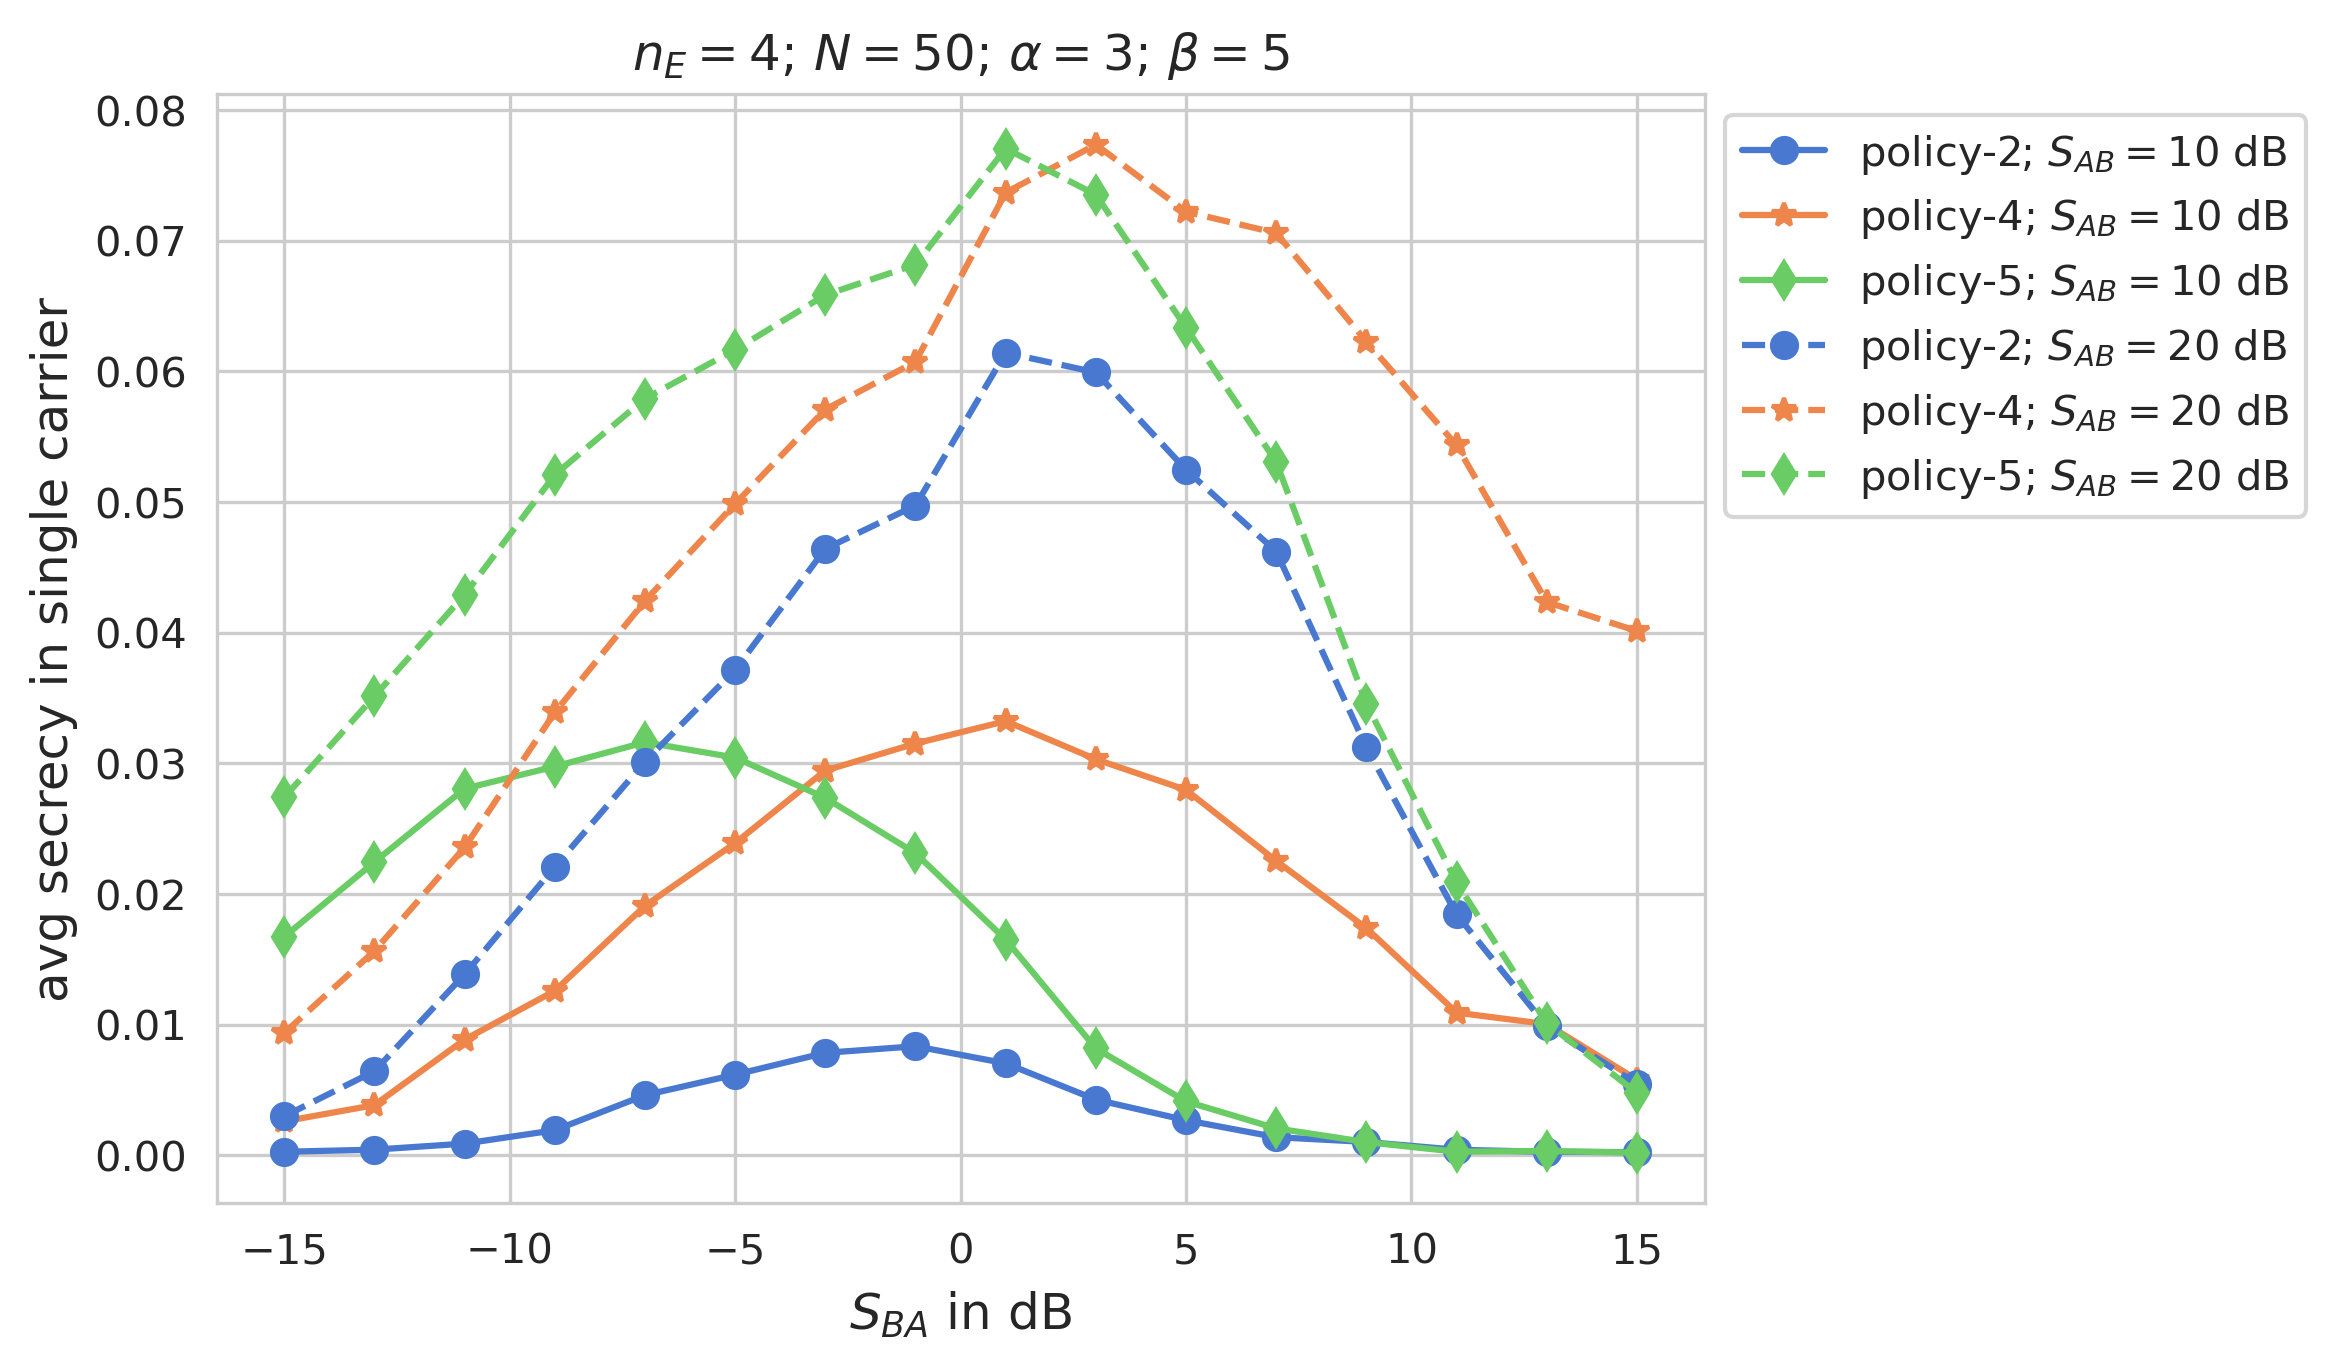 n_E = 4; N = 50; α = 3; β = 5
0.08
0.07
0.06
0.05
0.04
0.03
0.02
0.01
0.00
avg secrecy in single carrier
−15 −10 −5 0 5 10 15
S_BA in dB
policy-2; S_AB = 10 dB
policy-4; S_AB = 10 dB
policy-5; S_AB = 10 dB
policy-2; S_AB = 20 dB
policy-4; S_AB = 20 dB
policy-5; S_AB = 20 dB